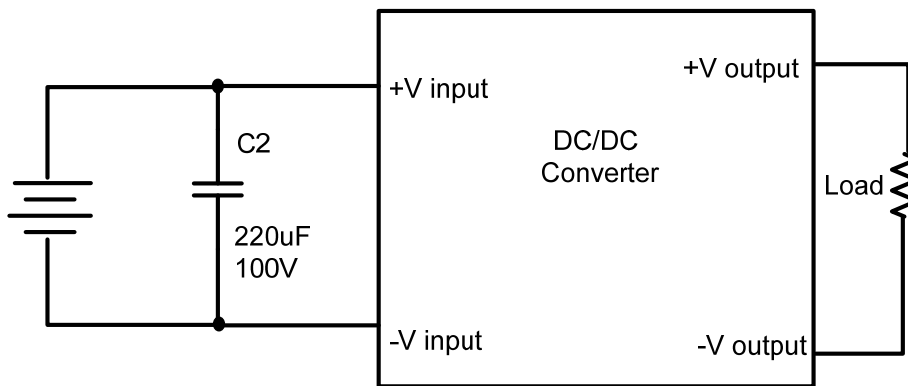 +V input
+V output
C2
DC/DC
Converter
Load
220uF
100V
-V input
-V output